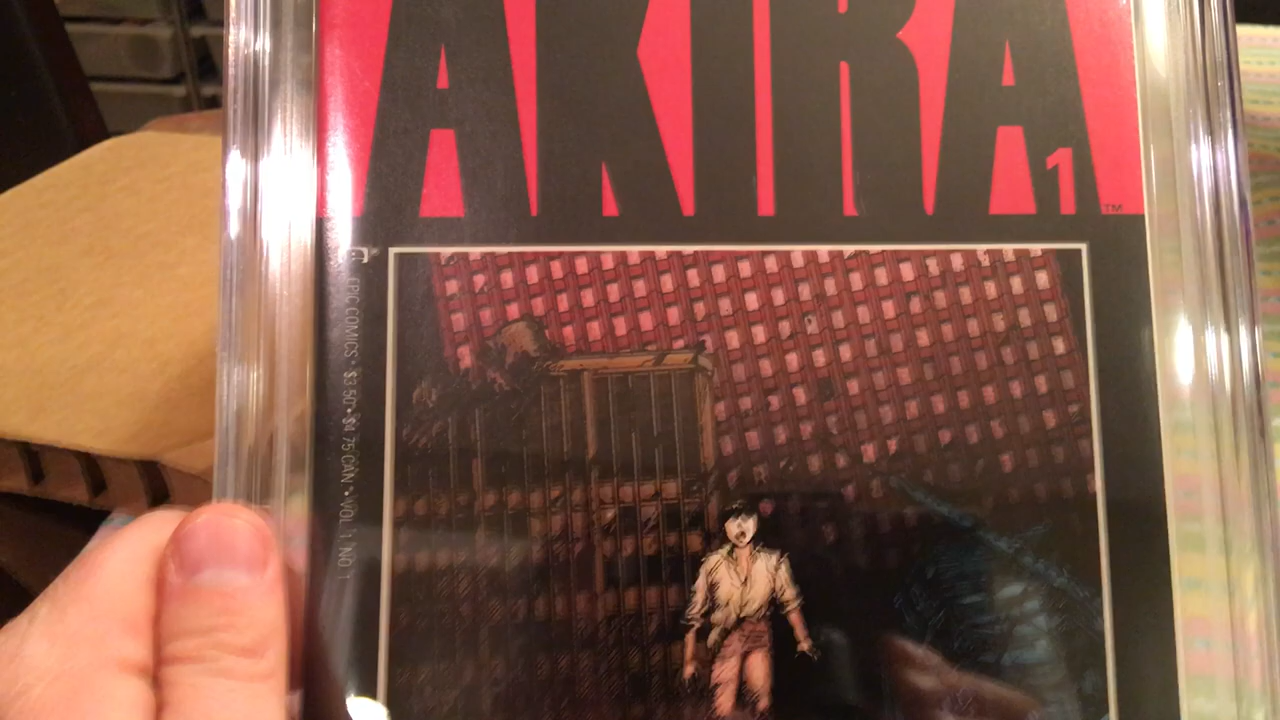 AKIRA
1
TM
EPIC COMICS • $3.50 • $4.75 CAN • VOL. 1, NO. 1